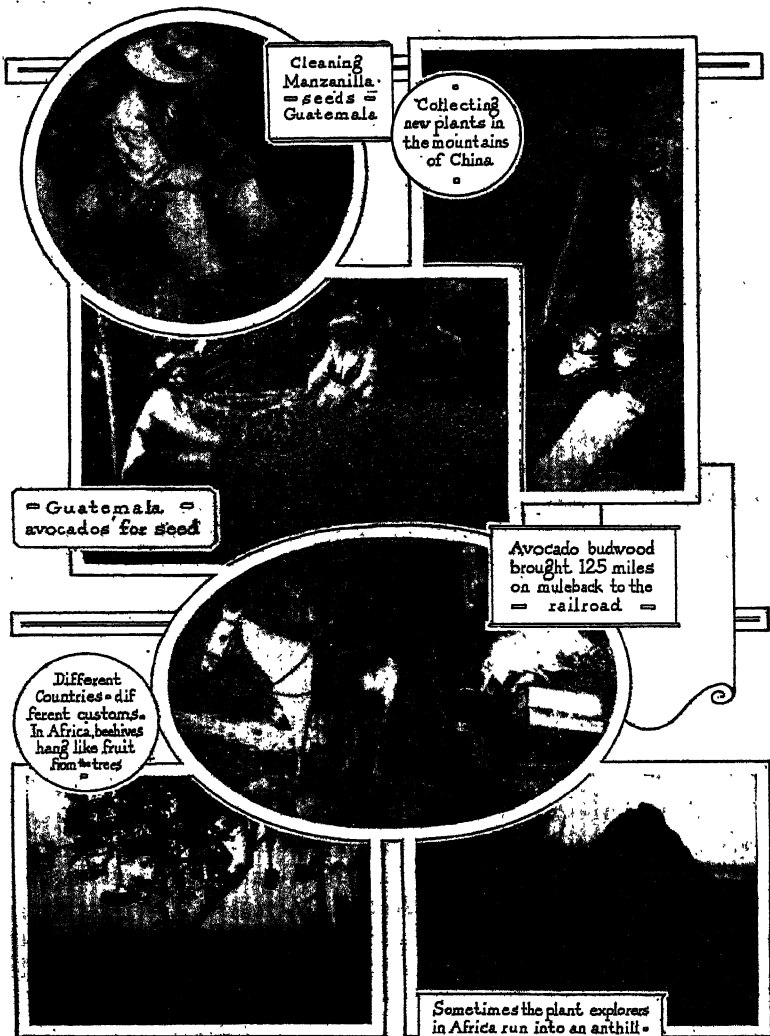 Cleaning
Manzanilla
seeds
Guatemala
Collecting
new plants in
the mountains
of China
Guatemala
avocados for seed
Avocado budwood
brought 125 miles
on muleback to the
railroad
Different
Countries = dif
ferent customs.
In Africa, beehives
hang like fruit
from the trees
Sometimes the plant explorers
in Africa run into an anthill.